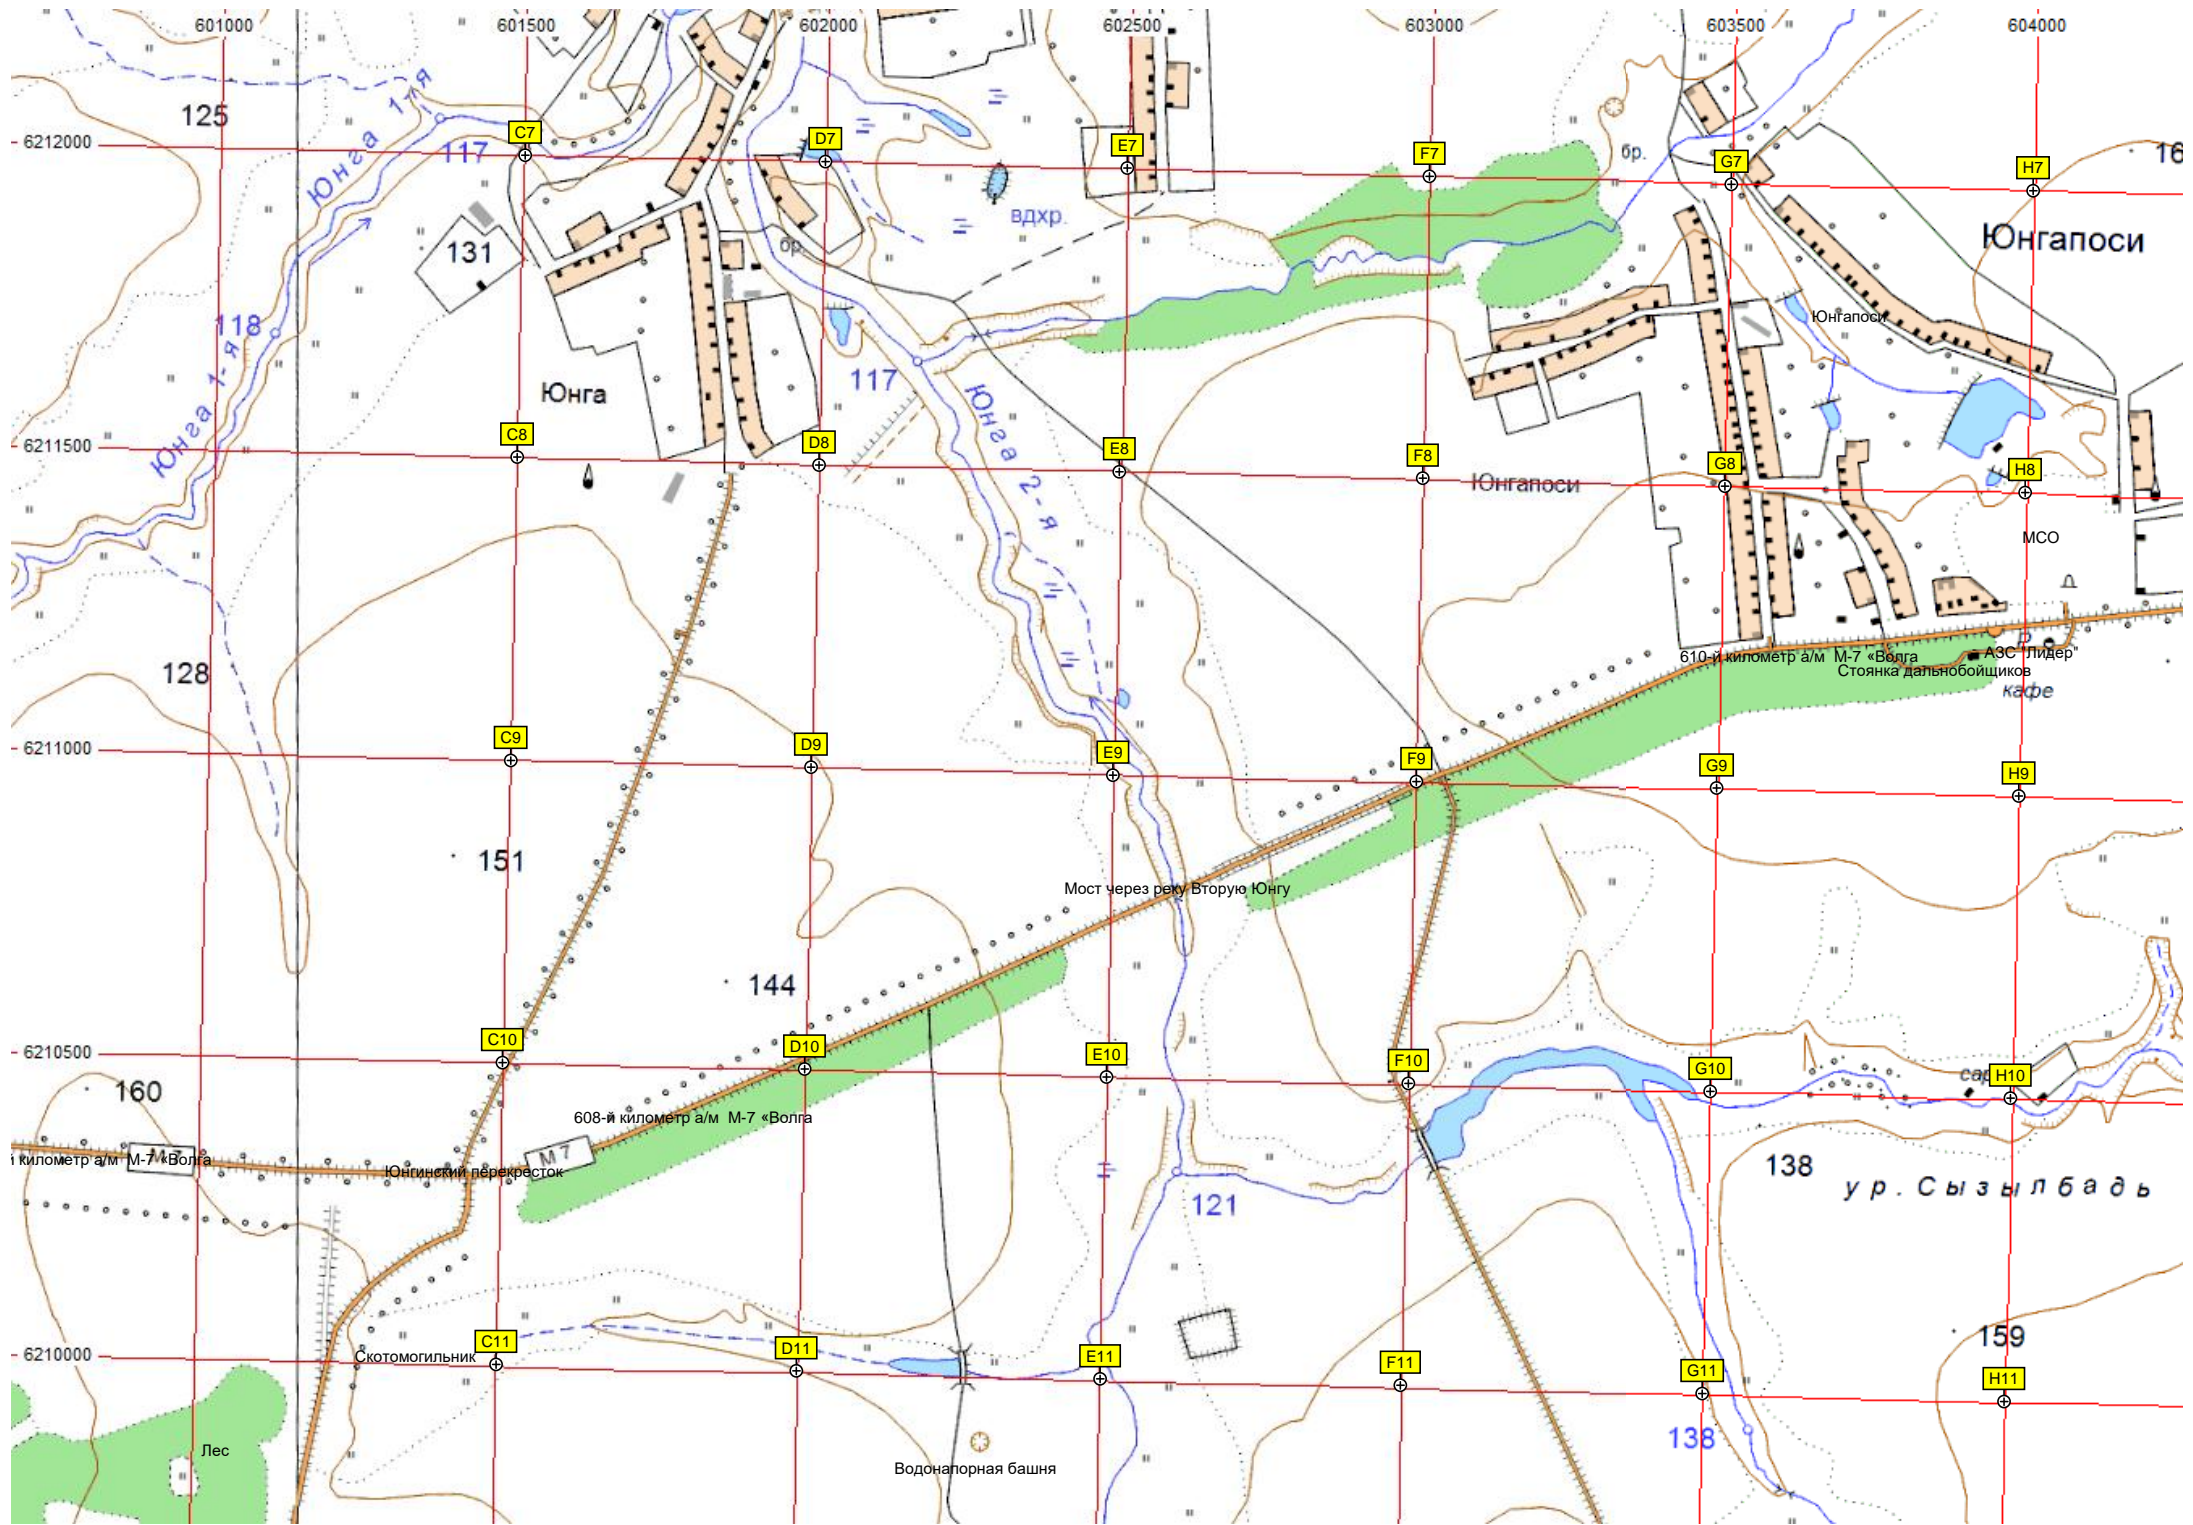 601000 601500 602000 602500 603000 603500 604000
125
Юнга 1-я
6212000
117
C7
D7
E7
F7
бр.
G7
H7
16
131
вдхр.
бр.
Юнгапоси
118
Юнга 1-я
Юнга
117
Юнгапоси
Юнга 2-я
6211500
C8
D8
E8
F8
Юнгапоси
G8
H8
МСО
128
610-й километр а/м М-7 «Волга
АЗС "Лидер"
Р
Стоянка дальнобойщиков
кафе
6211000
C9
D9
E9
F9
G9
H9
151
Мост через реку Вторую Юнгу
144
6210500
C10
D10
E10
F10
G10
H10
160
608-й километр а/м М-7 «Волга
й километр а/м М-7 «Волга
Юнгинский перекресток
М 7
138
ур. Сызылбадь
121
6210000
C11
D11
E11
F11
G11
H11
159
Скотомогильник
138
Лес
Водонапорная башня